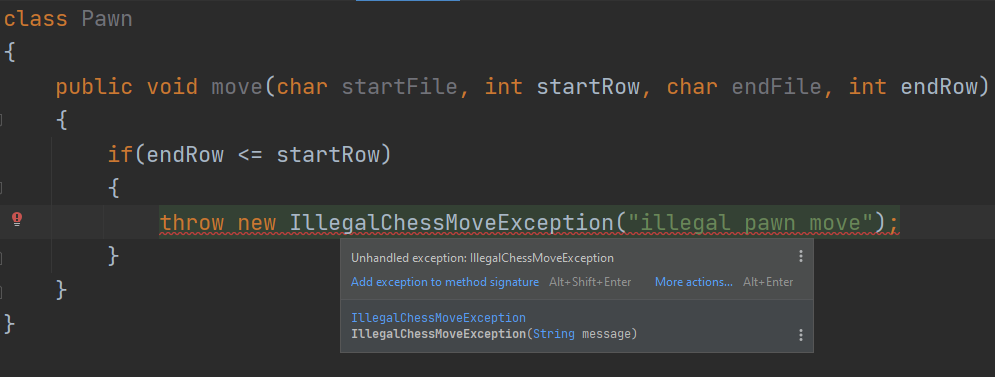 class Pawn
{
public void move(char startFile, int startRow, char endFile, int endRow)
{
if(endRow <= startRow)
{
throw new IllegalChessMoveException("illegal pawn move");
}
}
}
Unhandled exception: IllegalChessMoveException
Add exception to method signature Alt+Shift+Enter More actions... Alt+Enter
IllegalChessMoveException
IllegalChessMoveException(String message)